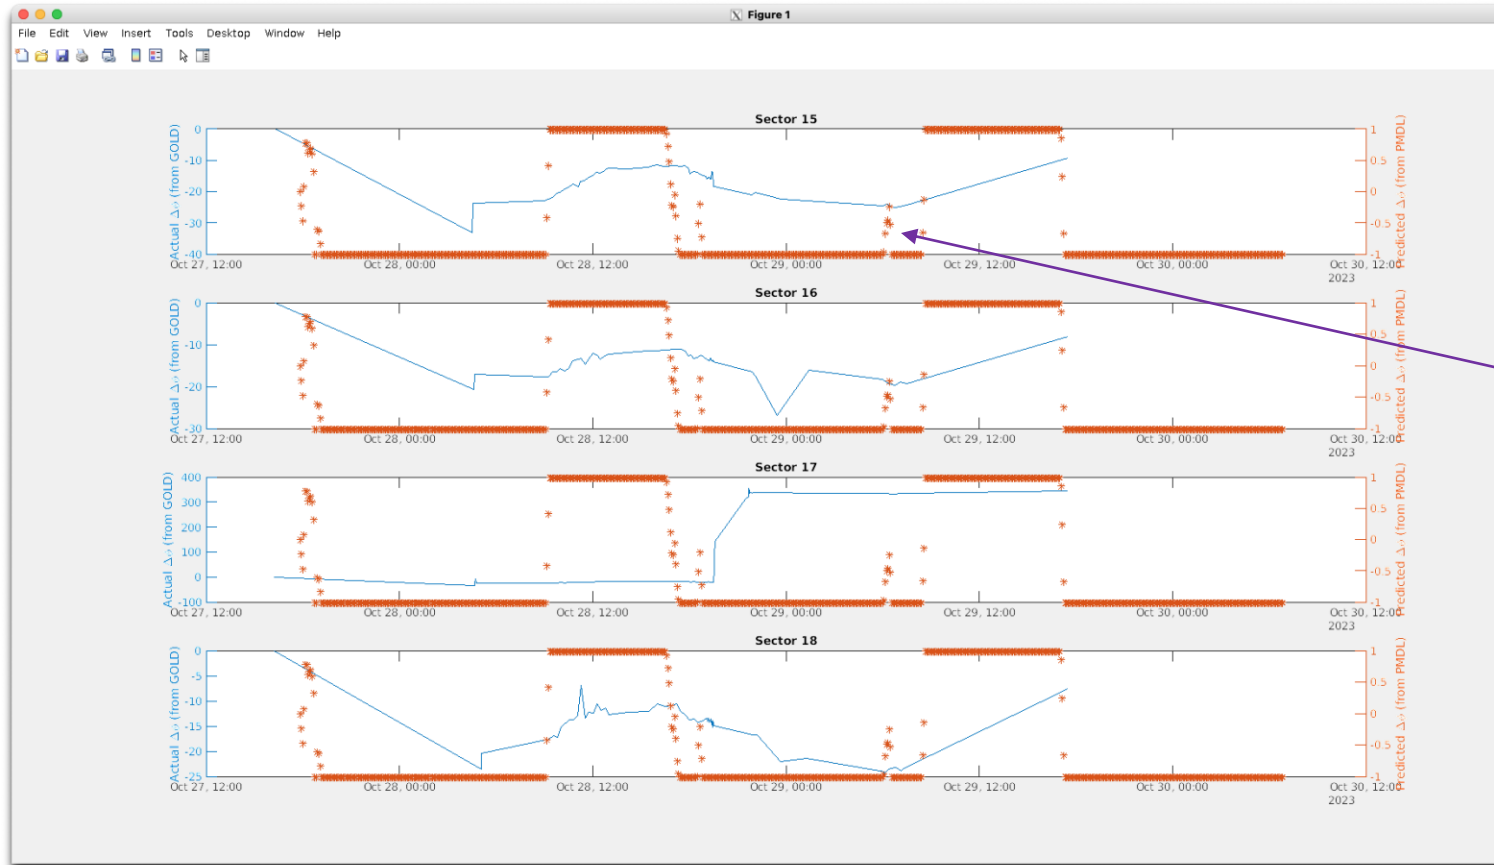 Figure 1
File Edit View Insert Tools Desktop Window Help
Sector 15
Actual Δν (from GOLD)
0
-10
-20
-30
-40
1
0.5
0
-0.5
-1
Predicted Δν (from PMDL)
Oct 27, 12:00 Oct 28, 00:00 Oct 28, 12:00 Oct 29, 00:00 Oct 29, 12:00 Oct 30, 00:00 Oct 30, 12:00
2023
Sector 16
Actual Δν (from GOLD)
0
-10
-20
-30
1
0.5
0
-0.5
-1
Predicted Δν (from PMDL)
Oct 27, 12:00 Oct 28, 00:00 Oct 28, 12:00 Oct 29, 00:00 Oct 29, 12:00 Oct 30, 00:00 Oct 30, 12:00
2023
Sector 17
Actual Δν (from GOLD)
400
300
200
100
0
-100
1
0.5
0
-0.5
-1
Predicted Δν (from PMDL)
Oct 27, 12:00 Oct 28, 00:00 Oct 28, 12:00 Oct 29, 00:00 Oct 29, 12:00 Oct 30, 00:00 Oct 30, 12:00
2023
Sector 18
Actual Δν (from GOLD)
0
-5
-10
-15
-20
-25
1
0.5
0
-0.5
-1
Predicted Δν (from PMDL)
Oct 27, 12:00 Oct 28, 00:00 Oct 28, 12:00 Oct 29, 00:00 Oct 29, 12:00 Oct 30, 00:00 Oct 30, 12:00
2023